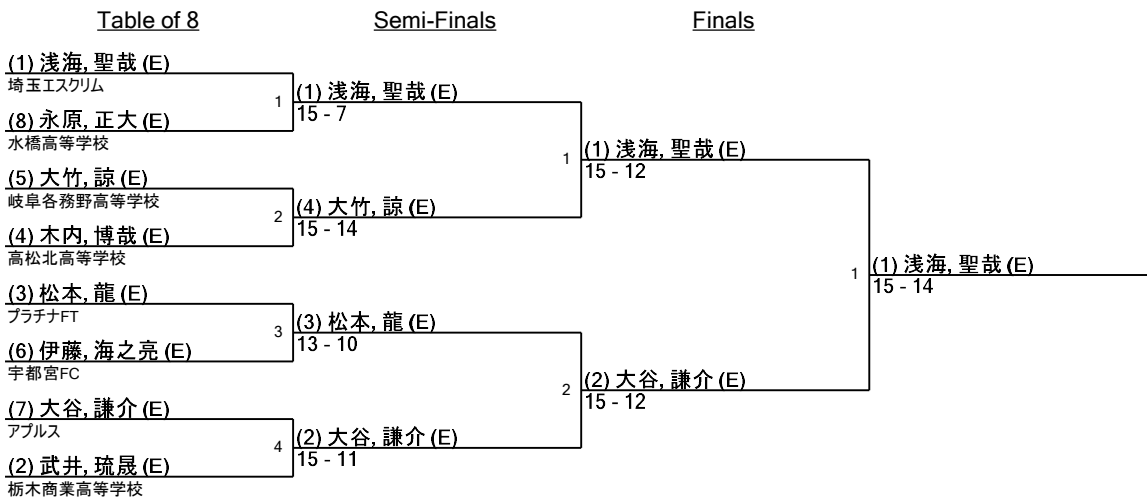 Table of 8
Semi-Finals
Finals
(1) 浅海, 聖哉 (E)
埼玉エスクリム
(8) 永原, 正大 (E)
水橋高等学校
(5) 大竹, 諒 (E)
岐阜各務野高等学校
(4) 木内, 博哉 (E)
高松北高等学校
(3) 松本, 龍 (E)
プラチナFT
(6) 伊藤, 海之亮 (E)
宇都宮FC
(7) 大谷, 謙介 (E)
アプルス
(2) 武井, 琉晟 (E)
栃木商業高等学校
1
(1) 浅海, 聖哉 (E)
15 - 7
2
(4) 大竹, 諒 (E)
15 - 14
3
(3) 松本, 龍 (E)
13 - 10
4
(2) 大谷, 謙介 (E)
15 - 11
1
(1) 浅海, 聖哉 (E)
15 - 12
2
(2) 大谷, 謙介 (E)
15 - 12
1
(1) 浅海, 聖哉 (E)
15 - 14